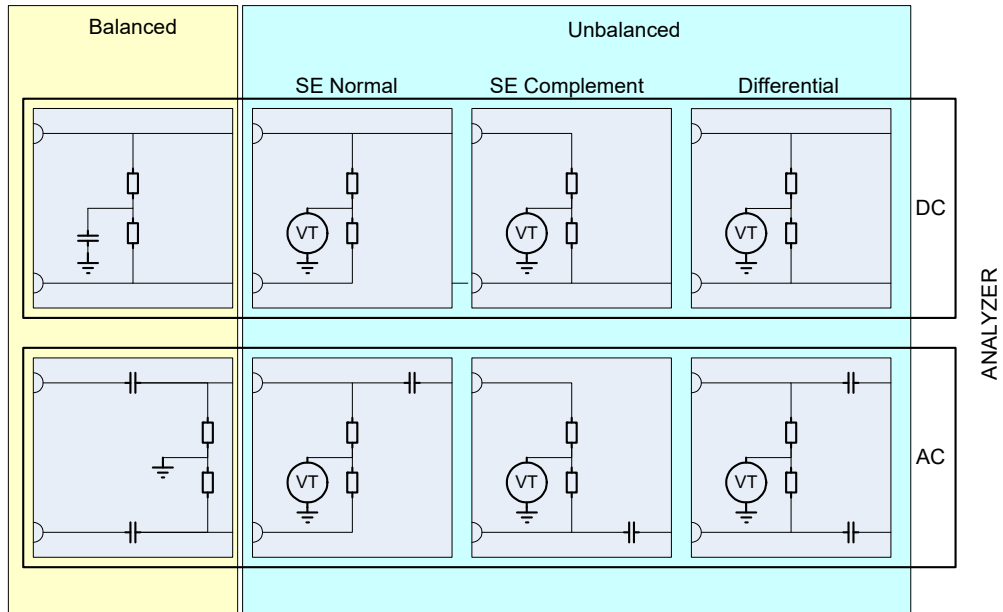 Balanced
Unbalanced
SE Normal
SE Complement
Differential
VT
VT
VT
DC
VT
VT
VT
AC
ANALYZER